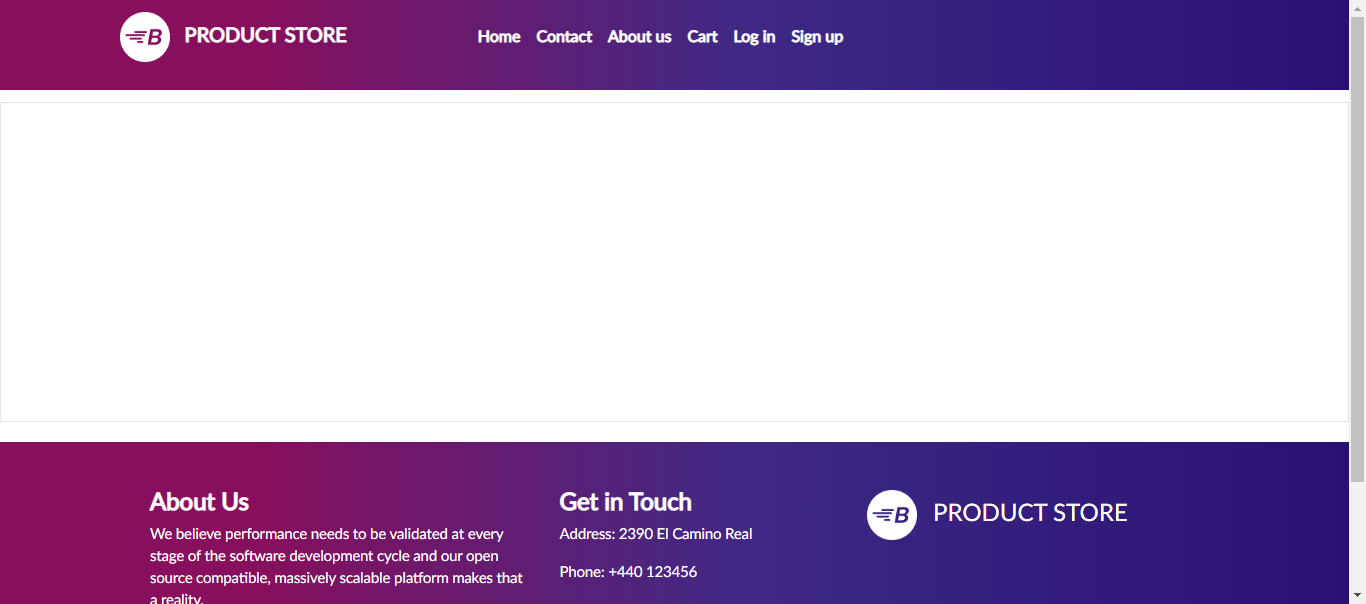 B PRODUCT STORE Home Contact About us Cart Log in Sign up
About Us
We believe performance needs to be validated at every
stage of the software development cycle and our open
source compatible, massively scalable platform makes that
a reality.
Get in Touch
Address: 2390 El Camino Real
Phone: +440 123456
B PRODUCT STORE